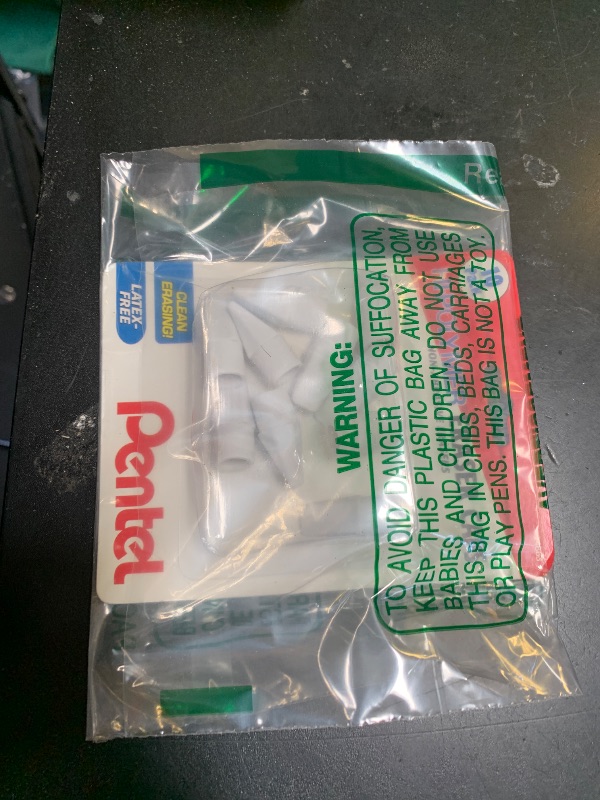 Re
WARNING:
TO AVOID DANGER OF SUFFOCATION,
KEEP THIS PLASTIC BAG AWAY FROM
BABIES AND CHILDREN. DO NOT USE
THIS BAG IN CRIBS, BEDS, CARRIAGES
OR PLAY PENS. THIS BAG IS NOT A TOY.
10
LATEX-
FREE
CLEAN
ERASING!
Pentel